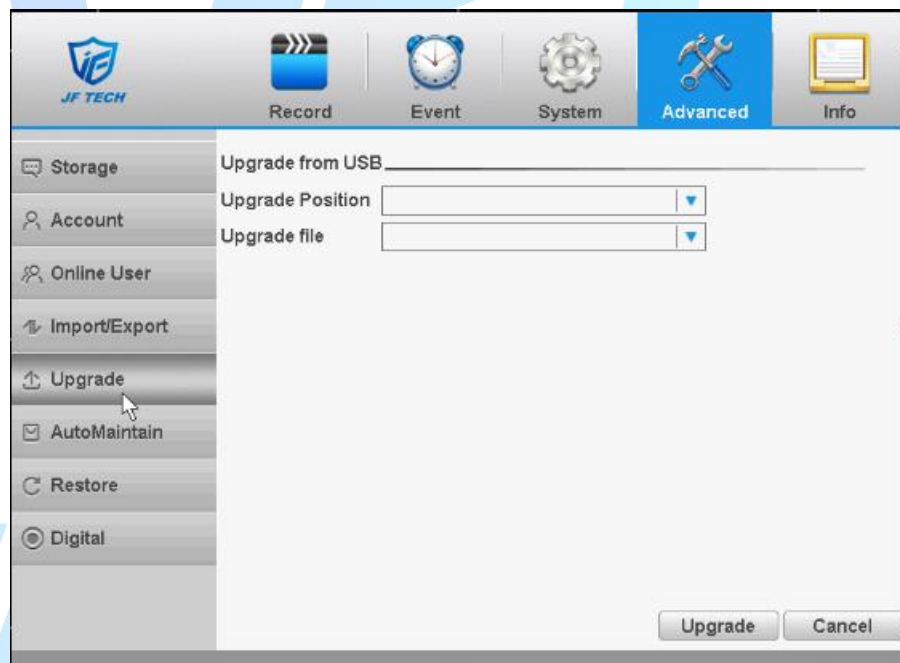 JF TECH
Record Event System Advanced Info
Storage
Account
Online User
Import/Export
Upgrade
AutoMaintain
Restore
Digital
Upgrade from USB
Upgrade Position
Upgrade file
Upgrade Cancel